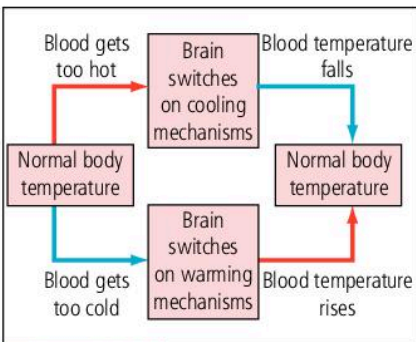 Blood gets
too hot
Brain
switches
on cooling
mechanisms
Blood temperature
falls
Normal body
temperature
Normal body
temperature
Blood gets
too cold
Brain
switches
on warming
mechanisms
Blood temperature
rises